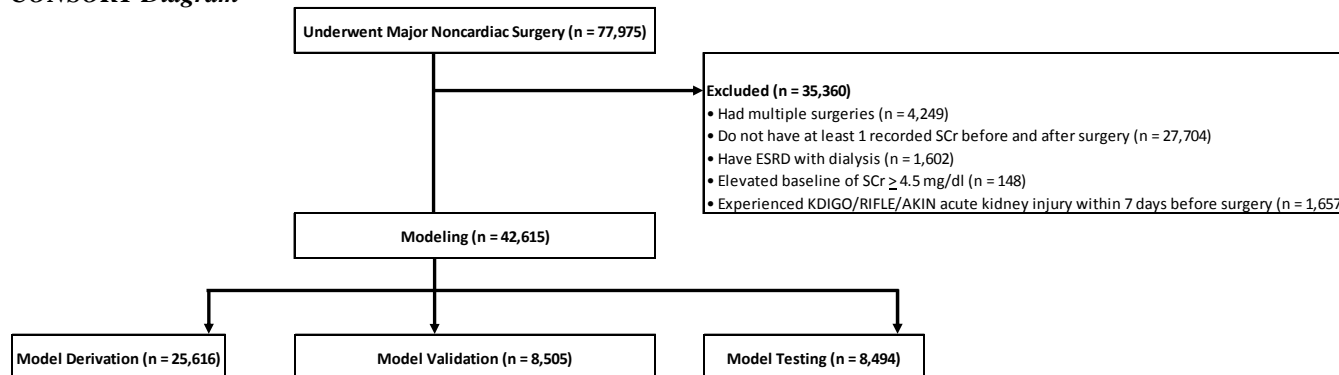 CONSORT Diagram
Underwent Major Noncardiac Surgery (n = 77,975)
Excluded (n = 35,360)
• Had multiple surgeries (n = 4,249)
• Do not have at least 1 recorded SCr before and after surgery (n = 27,704)
• Have ESRD with dialysis (n = 1,602)
• Elevated baseline of SCr ≥ 4.5 mg/dl (n = 148)
• Experienced KDIGO/RIFLE/AKIN acute kidney injury within 7 days before surgery (n = 1,657
Modeling (n = 42,615)
Model Derivation (n = 25,616)
Model Validation (n = 8,505)
Model Testing (n = 8,494)